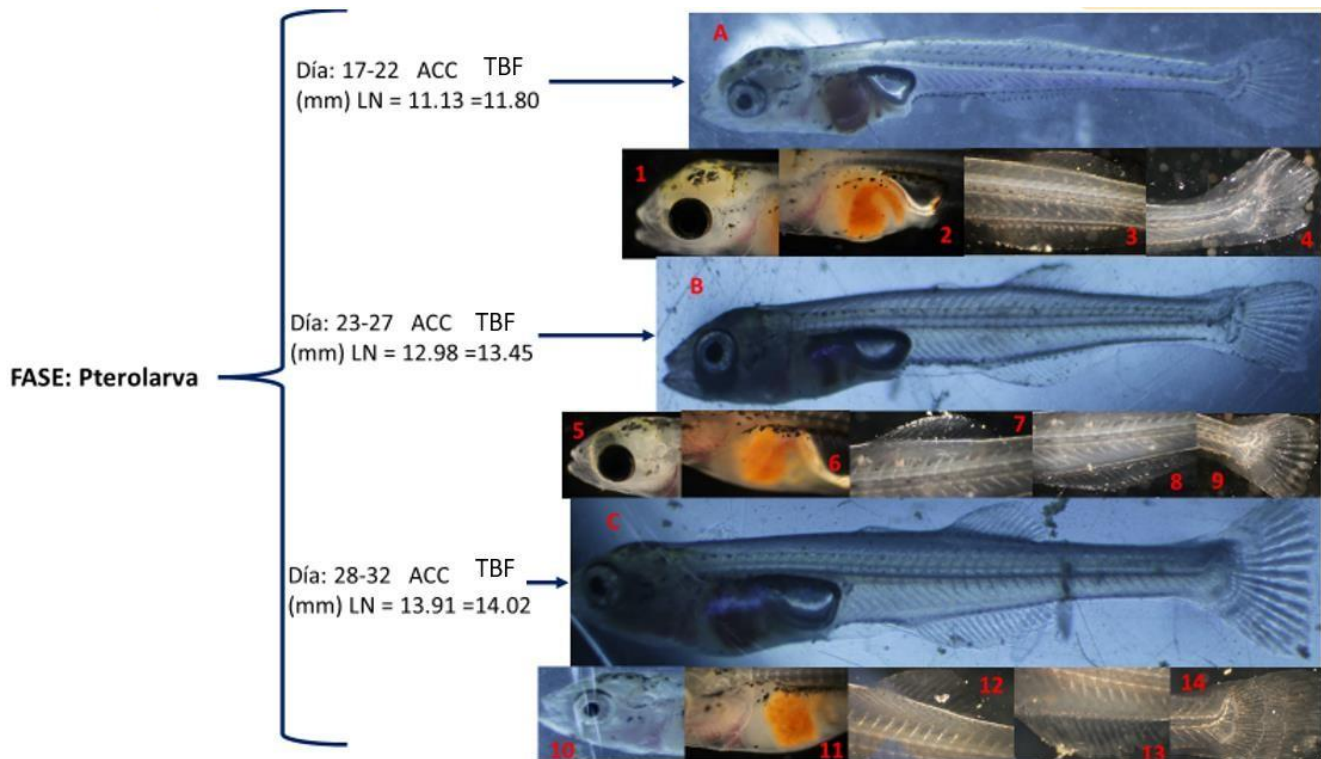 FASE: Pterolarva
Día: 17-22 ACC TBF
(mm) LN = 11.13 =11.80
A
1
2
3
4
Día: 23-27 ACC TBF
(mm) LN = 12.98 =13.45
B
5
6
7
8
9
Día: 28-32 ACC TBF
(mm) LN = 13.91 =14.02
C
10
11
12
13
14